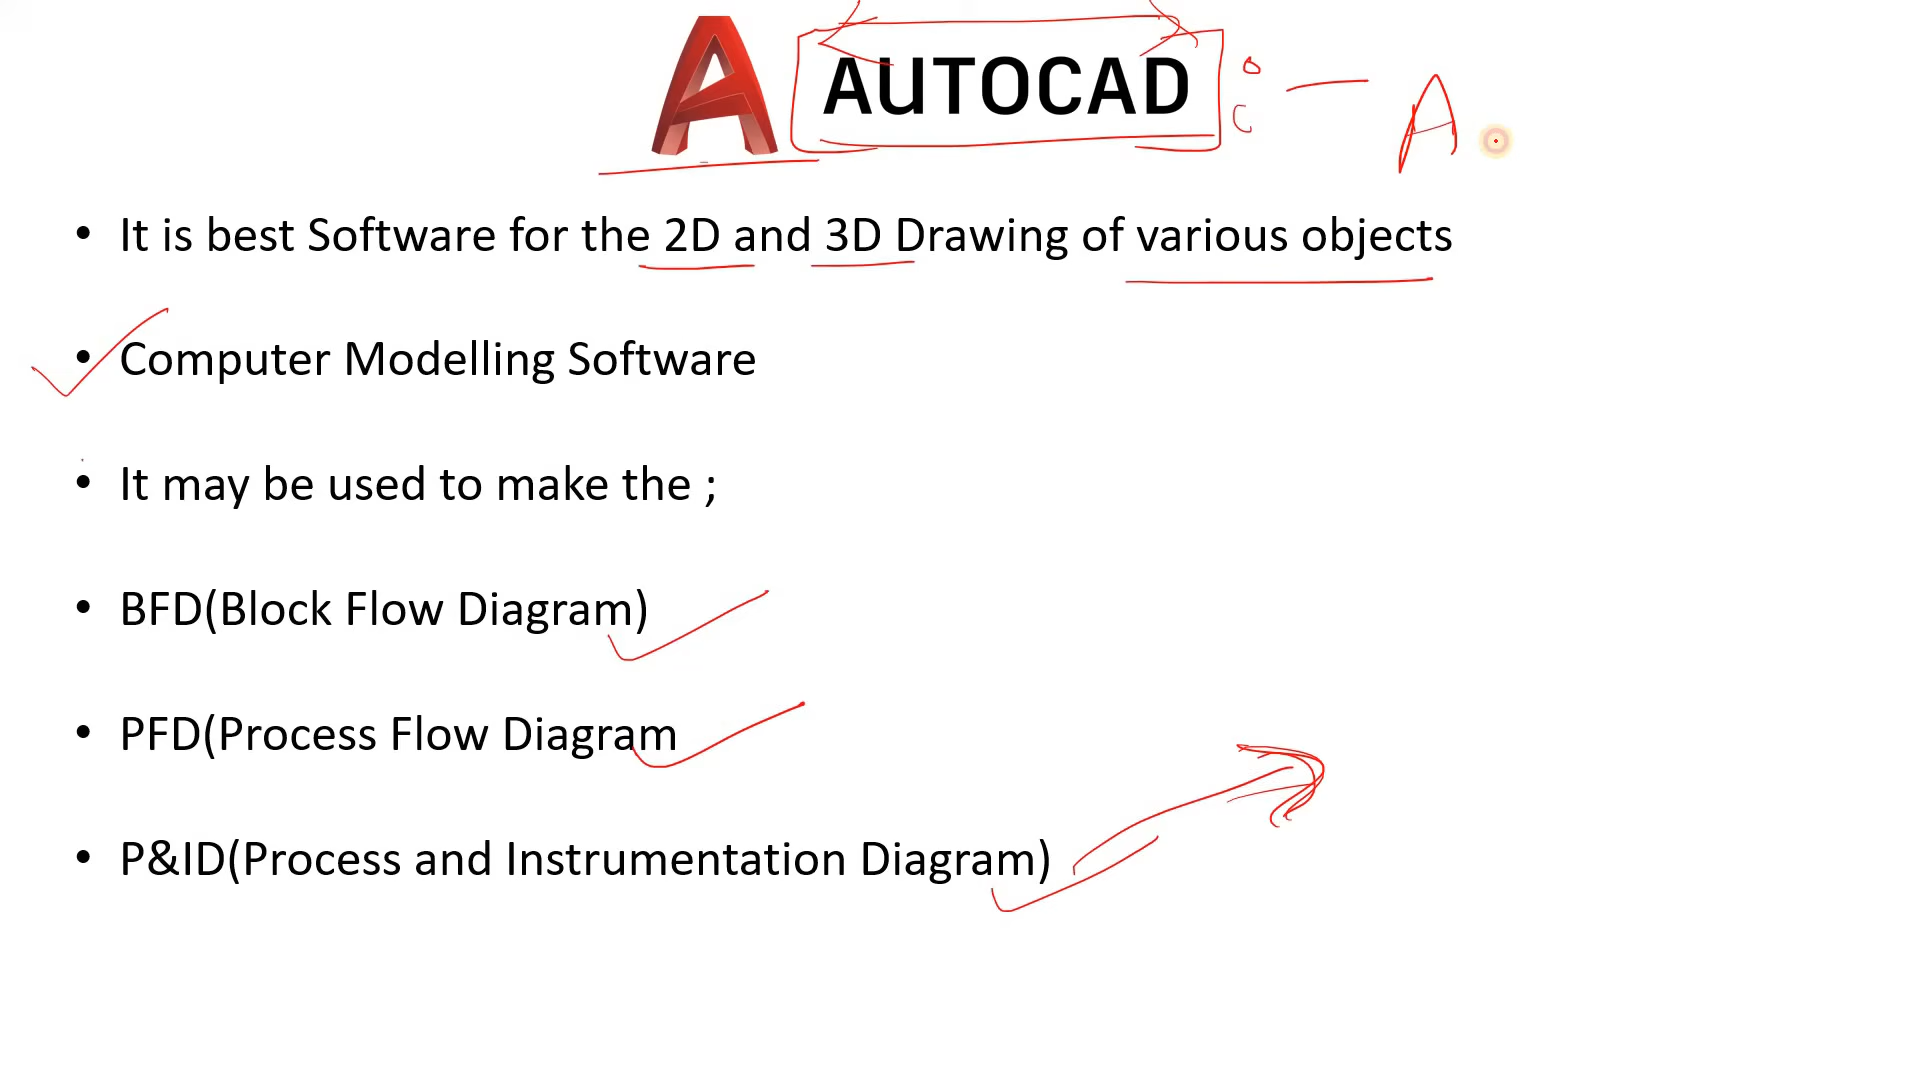 AUTOCAD : — A
• It is best Software for the 2D and 3D Drawing of various objects
• Computer Modelling Software
• It may be used to make the ;
• BFD(Block Flow Diagram)
• PFD(Process Flow Diagram
• P&ID(Process and Instrumentation Diagram)